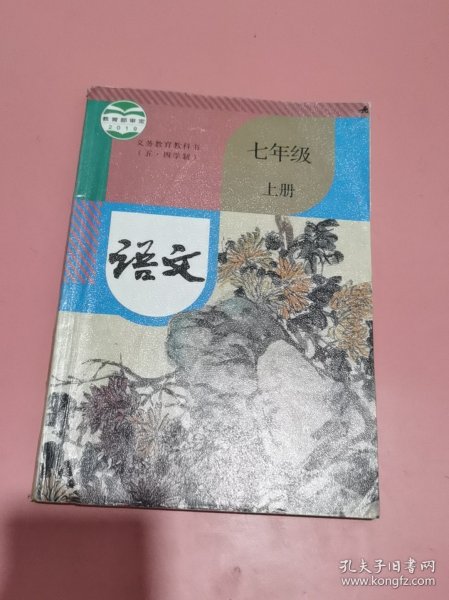 教育部审定
2018
义务教育教科书
(五·四学制)
七年级
上册
语文
孔夫子旧书网
www.kongfz.com